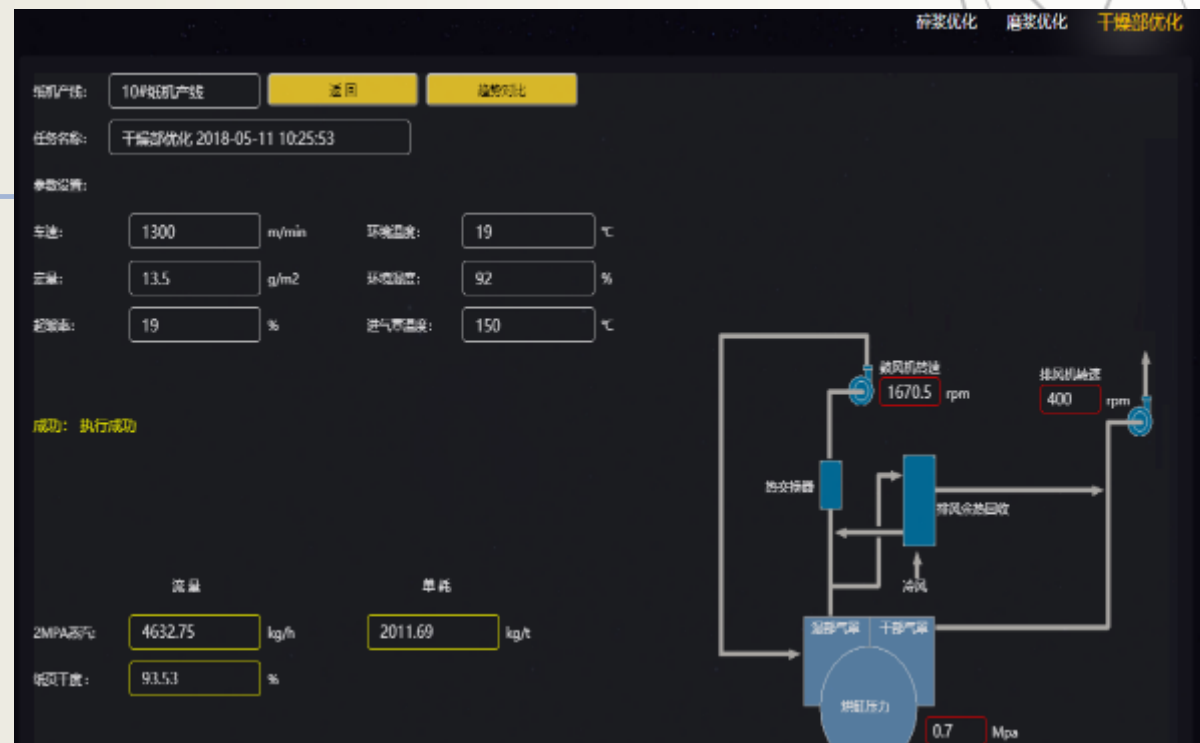 碎浆优化 磨浆优化 干燥部优化
纸机产线: 10#纸机产线 返回 趋势对比
任务名称: 干燥部优化 2018-05-11 10:25:53
参数设置:
车速: 1300 m/min 环境温度: 19 ℃
定量: 13.5 g/m2 环境湿度: 92 %
起皱率: 19 % 进气罩温度: 150 ℃
鼓风机转速
1670.5 rpm
排风机转速
400 rpm
成功: 执行成功
热交换器
排风余热回收
冷风
流量 单耗
2MPA蒸汽: 4632.75 kg/h 2011.69 kg/t
湿部气罩 干部气罩
纸页干度: 93.53 %
烘缸压力
0.7 Mpa